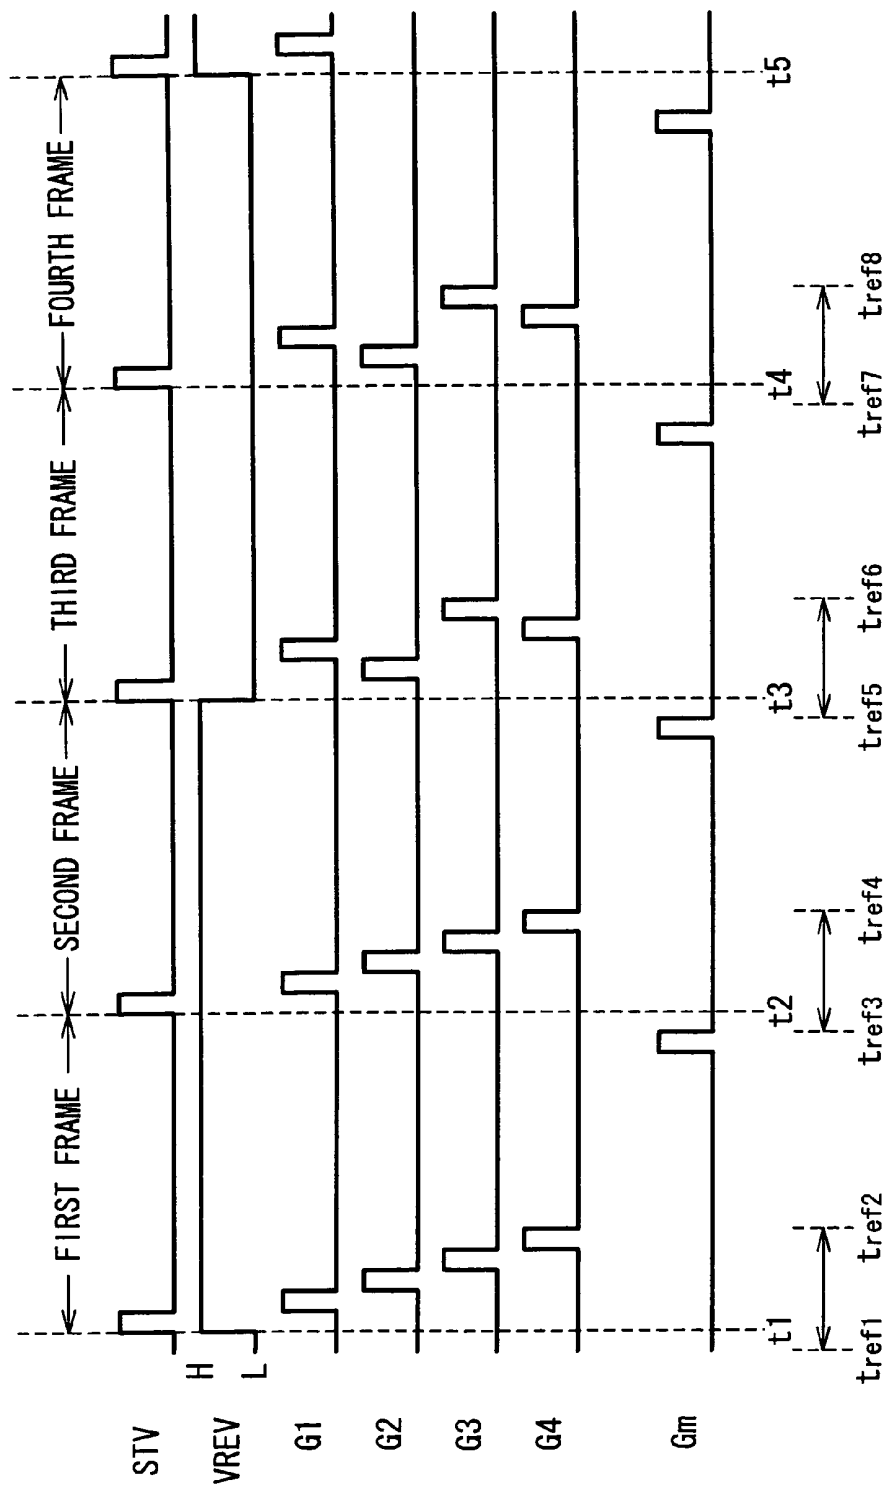 FIRST FRAME
SECOND FRAME
THIRD FRAME
FOURTH FRAME
STV
VREV
H
L
G1
G2
G3
G4
Gm
t1
t2
t3
t4
t5
tref1
tref2
tref3
tref4
tref5
tref6
tref7
tref8